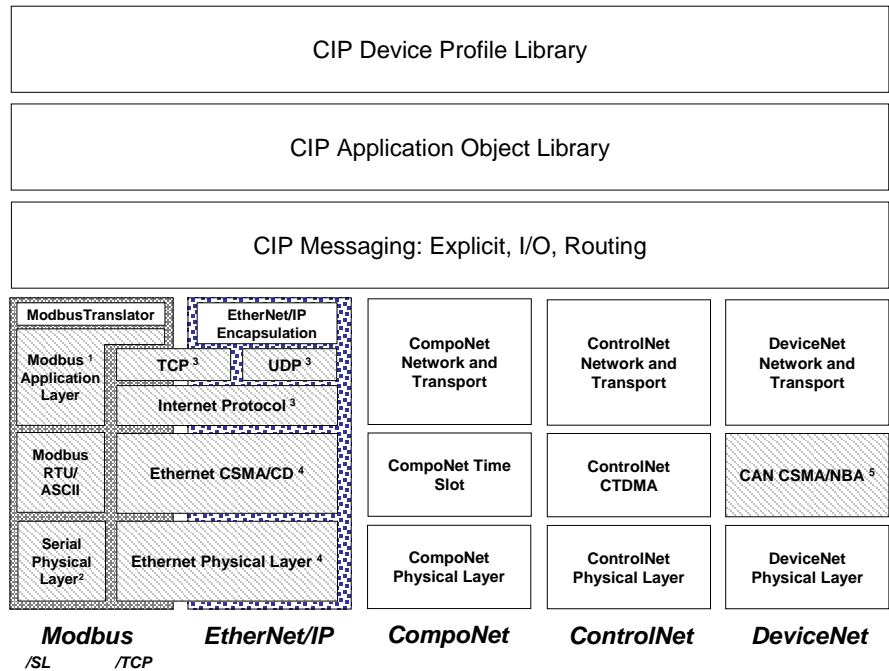 CIP Device Profile Library
CIP Application Object Library
CIP Messaging: Explicit, I/O, Routing
ModbusTranslator
Modbus 1
Application
Layer
Modbus
RTU/
ASCII
Serial
Physical
Layer2
EtherNet/IP
Encapsulation
TCP 3
UDP 3
Internet Protocol 3
Ethernet CSMA/CD 4
Ethernet Physical Layer 4
CompoNet
Network and
Transport
CompoNet Time
Slot
CompoNet
Physical Layer
ControlNet
Network and
Transport
ControlNet
CTDMA
ControlNet
Physical Layer
DeviceNet
Network and
Transport
CAN CSMA/NBA 5
DeviceNet
Physical Layer
Modbus
/SL /TCP
EtherNet/IP
CompoNet
ControlNet
DeviceNet